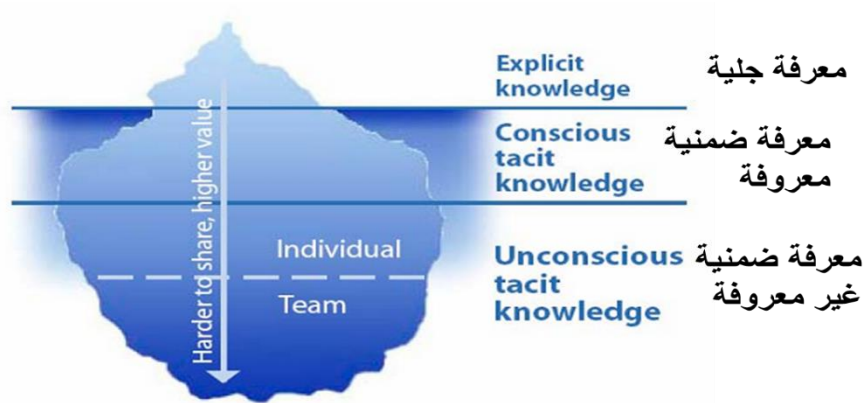 Explicit
knowledge
معرفة جلية
Conscious
tacit
knowledge
معرفة ضمنية
معروفة
Harder to share, higher value
Individual
Team
Unconscious
tacit
knowledge
معرفة ضمنية
غير معروفة